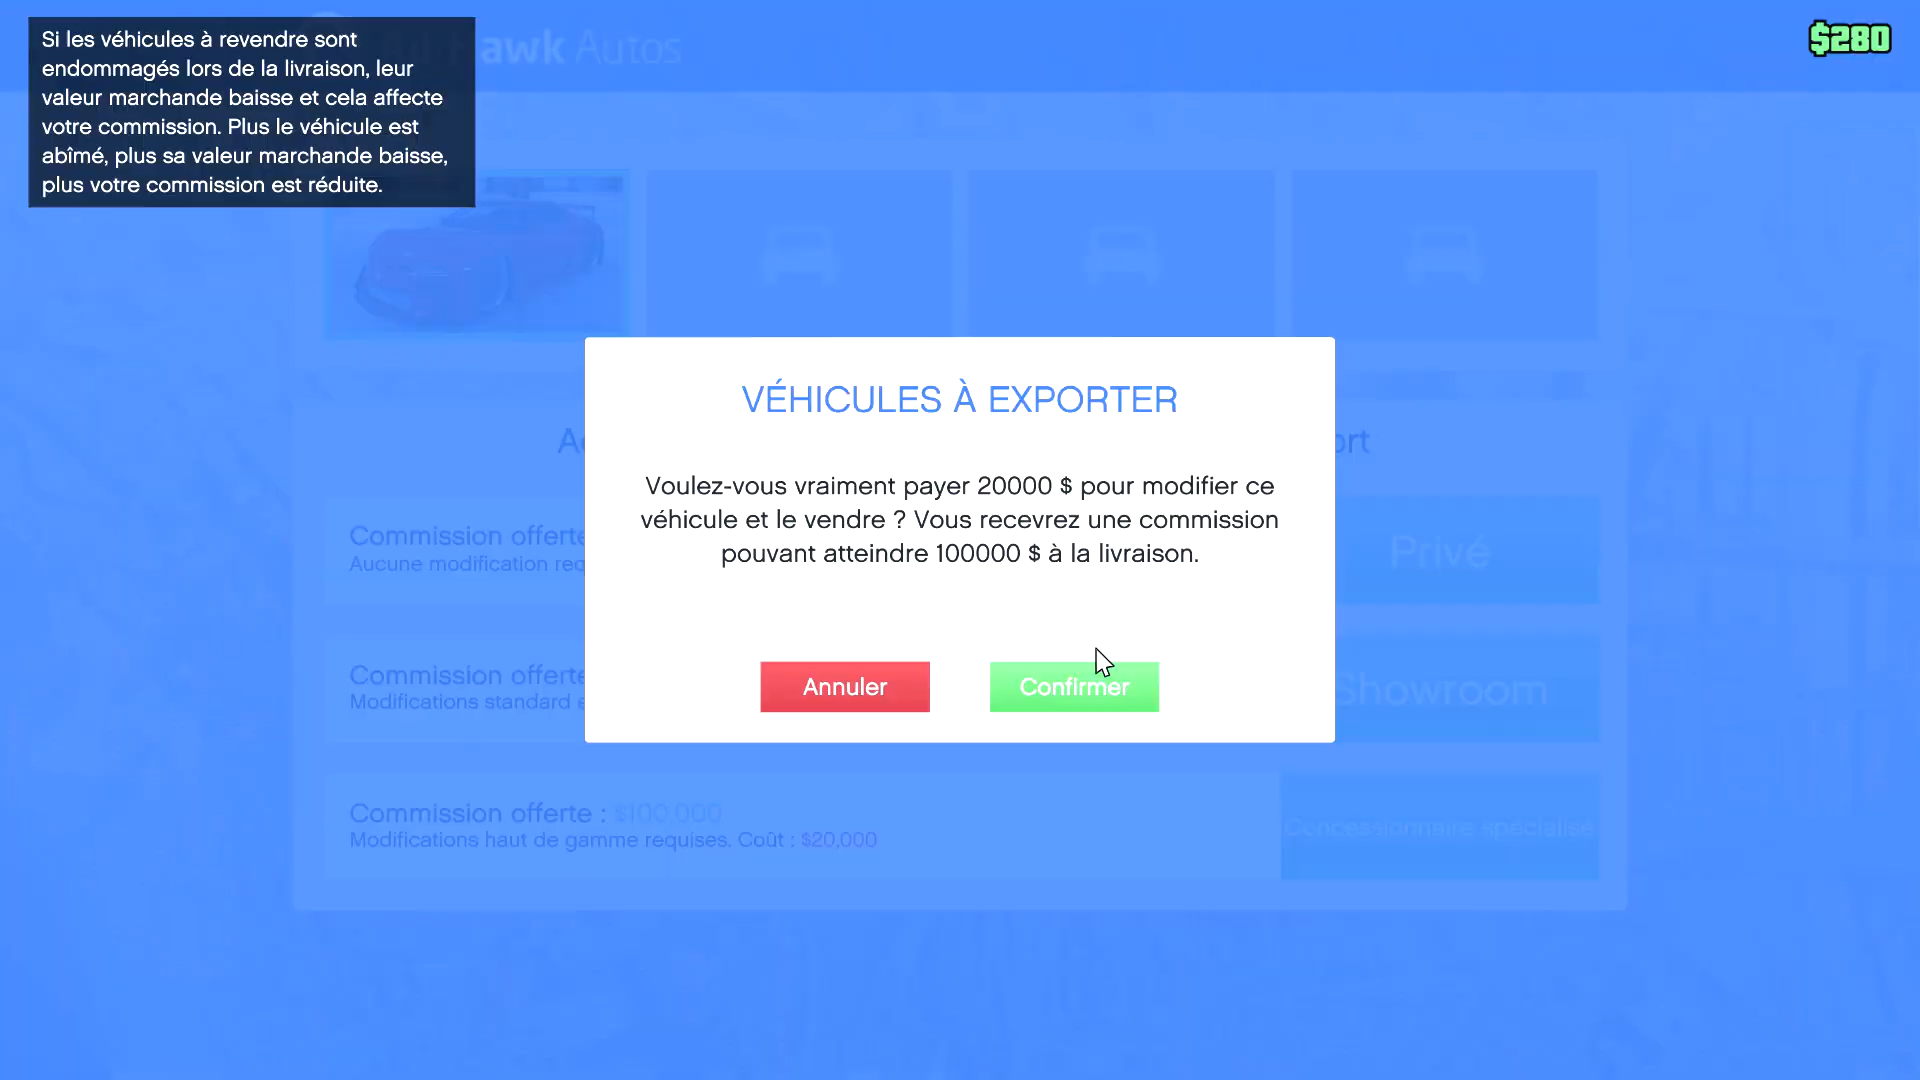 Si les véhicules à revendre sont
endommagés lors de la livraison, leur
valeur marchande baisse et cela affecte
votre commission. Plus le véhicule est
abîmé, plus sa valeur marchande baisse,
plus votre commission est réduite.
Hawk Autos
$280
VÉHICULES À EXPORTER
Voulez-vous vraiment payer 20000 $ pour modifier ce
véhicule et le vendre ? Vous recevrez une commission
pouvant atteindre 100000 $ à la livraison.
Annuler
Confirmer
Commission offerte
Aucune modification req
Privé
Commission offerte
Modifications standard e
Showroom
Commission offerte : $100,000
Modifications haut de gamme requises. Coût : $20,000
Concessionnaire spécialisé